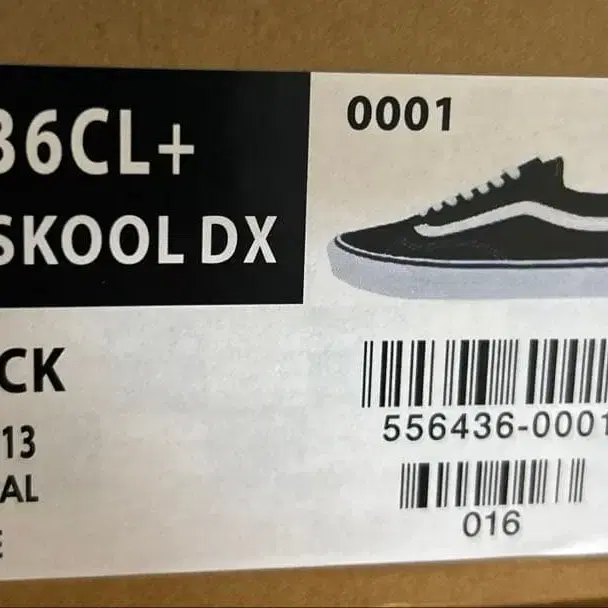 36CL+
SKOOL DX
0001
CK
13
AL
E
556436-0001
016